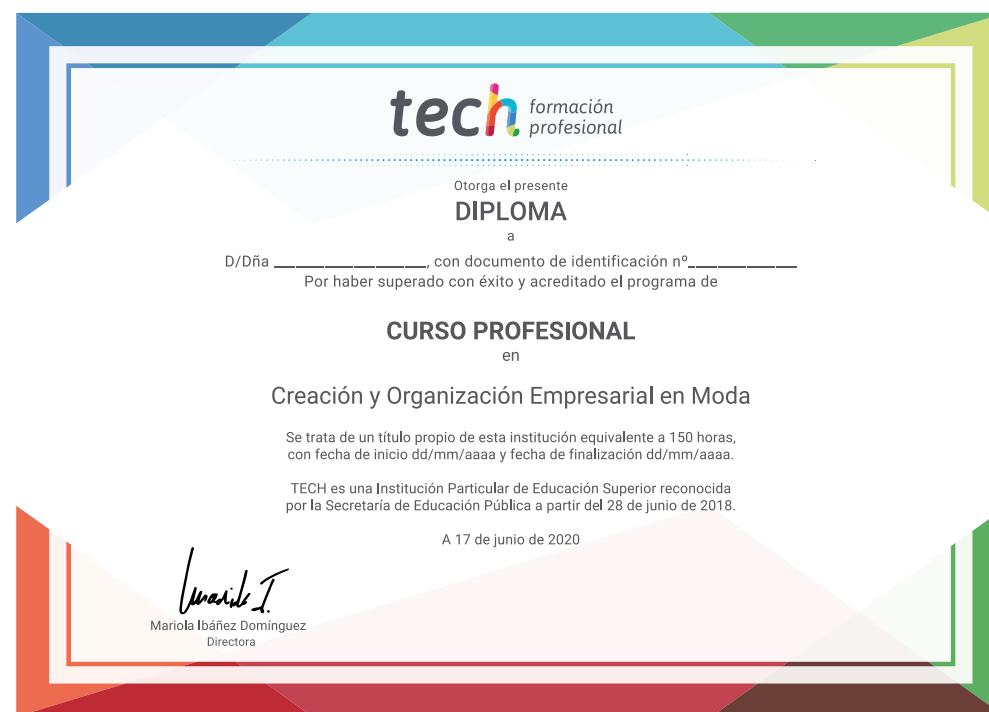 tech formación
profesional
Otorga el presente
DIPLOMA
a
D/Dña ______________, con documento de identificación nº__________
Por haber superado con éxito y acreditado el programa de
CURSO PROFESIONAL
en
Creación y Organización Empresarial en Moda
Se trata de un título propio de esta institución equivalente a 150 horas,
con fecha de inicio dd/mm/aaaa y fecha de finalización dd/mm/aaaa.
TECH es una Institución Particular de Educación Superior reconocida
por la Secretaría de Educación Pública a partir del 28 de junio de 2018.
A 17 de junio de 2020
Mariola Ibáñez Domínguez
Directora